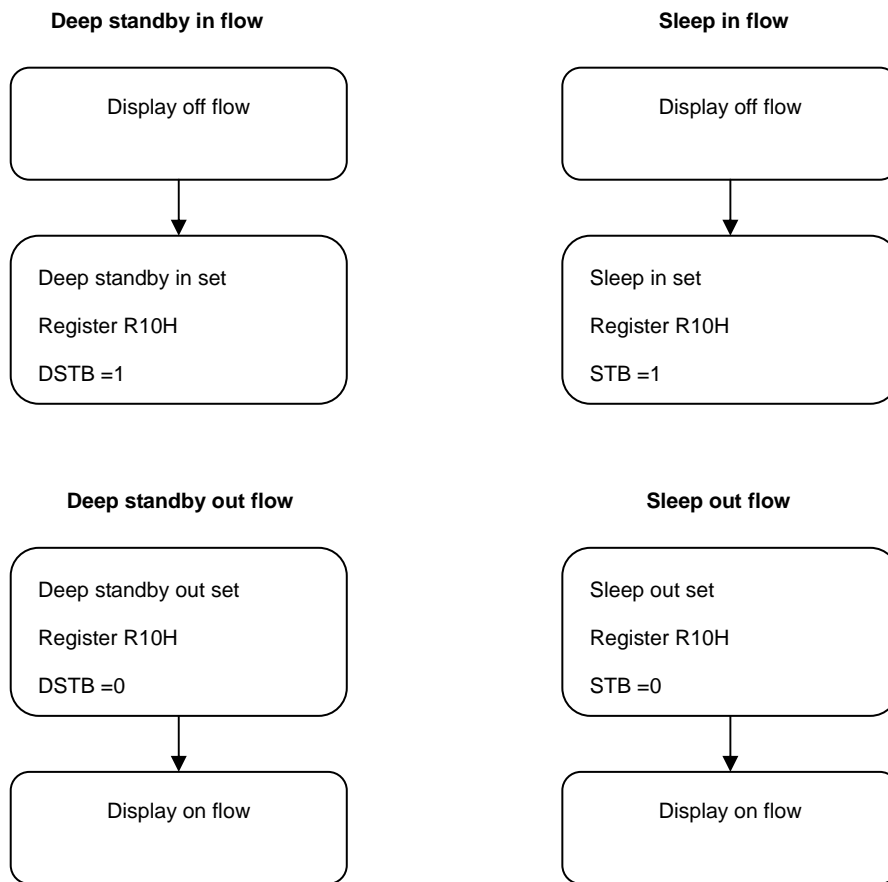 Deep standby in flow
Display off flow
Deep standby in set
Register R10H
DSTB =1
Sleep in flow
Display off flow
Sleep in set
Register R10H
STB =1
Deep standby out flow
Deep standby out set
Register R10H
DSTB =0
Display on flow
Sleep out flow
Sleep out set
Register R10H
STB =0
Display on flow